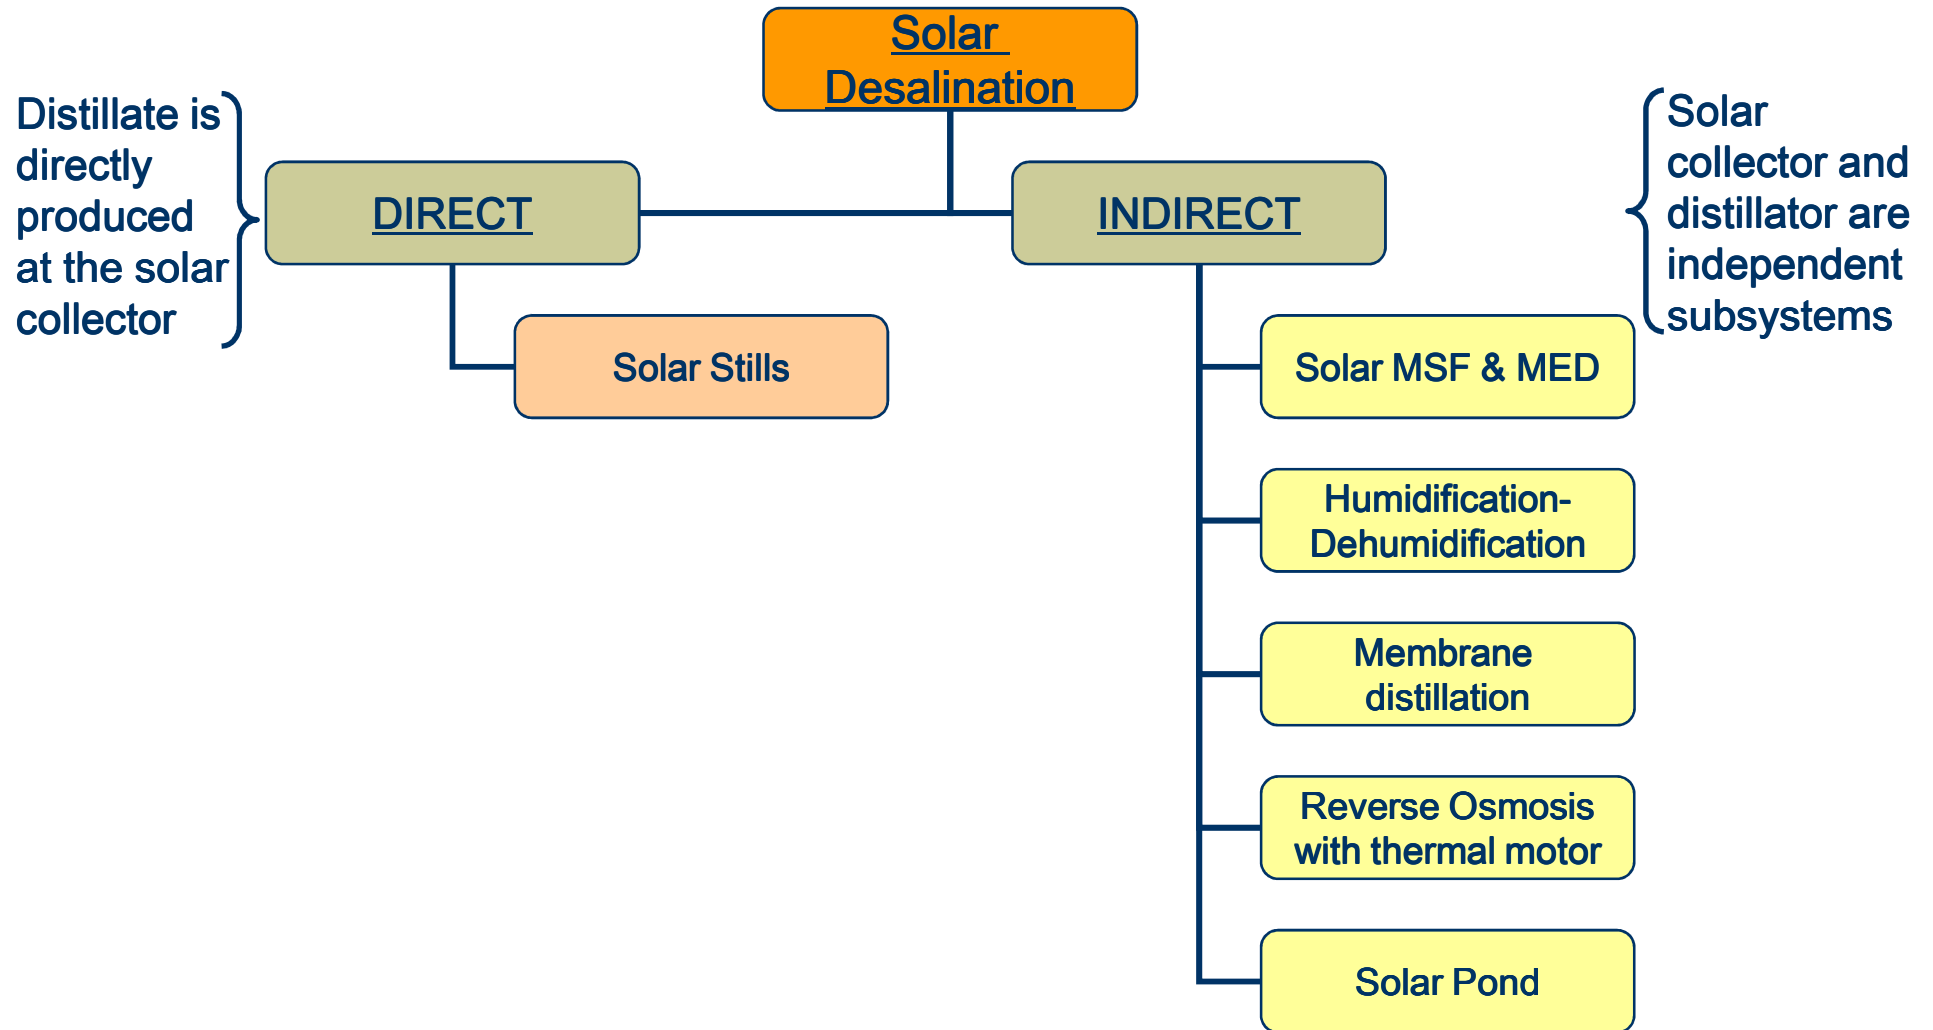 Solar
Desalination
Distillate is
directly
produced
at the solar
collector
DIRECT
INDIRECT
Solar
collector and
distillator are
independent
subsystems
Solar Stills
Solar MSF & MED
Humidification-
Dehumidification
Membrane
distillation
Reverse Osmosis
with thermal motor
Solar Pond